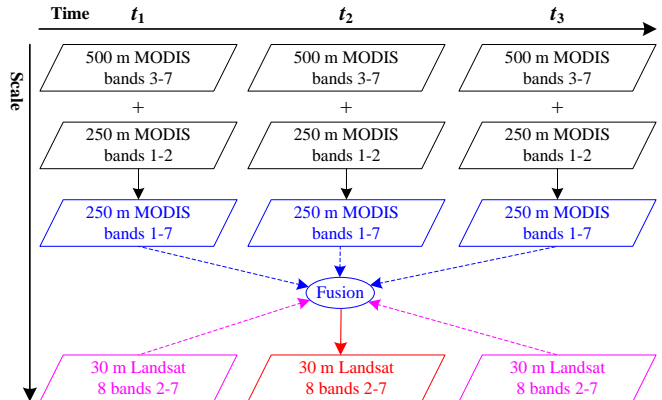 Time t1 t2 t3
Scale
500 m MODIS
bands 3-7
500 m MODIS
bands 3-7
500 m MODIS
bands 3-7
+ + +
250 m MODIS
bands 1-2
250 m MODIS
bands 1-2
250 m MODIS
bands 1-2
250 m MODIS
bands 1-7
250 m MODIS
bands 1-7
250 m MODIS
bands 1-7
Fusion
30 m Landsat
8 bands 2-7
30 m Landsat
8 bands 2-7
30 m Landsat
8 bands 2-7